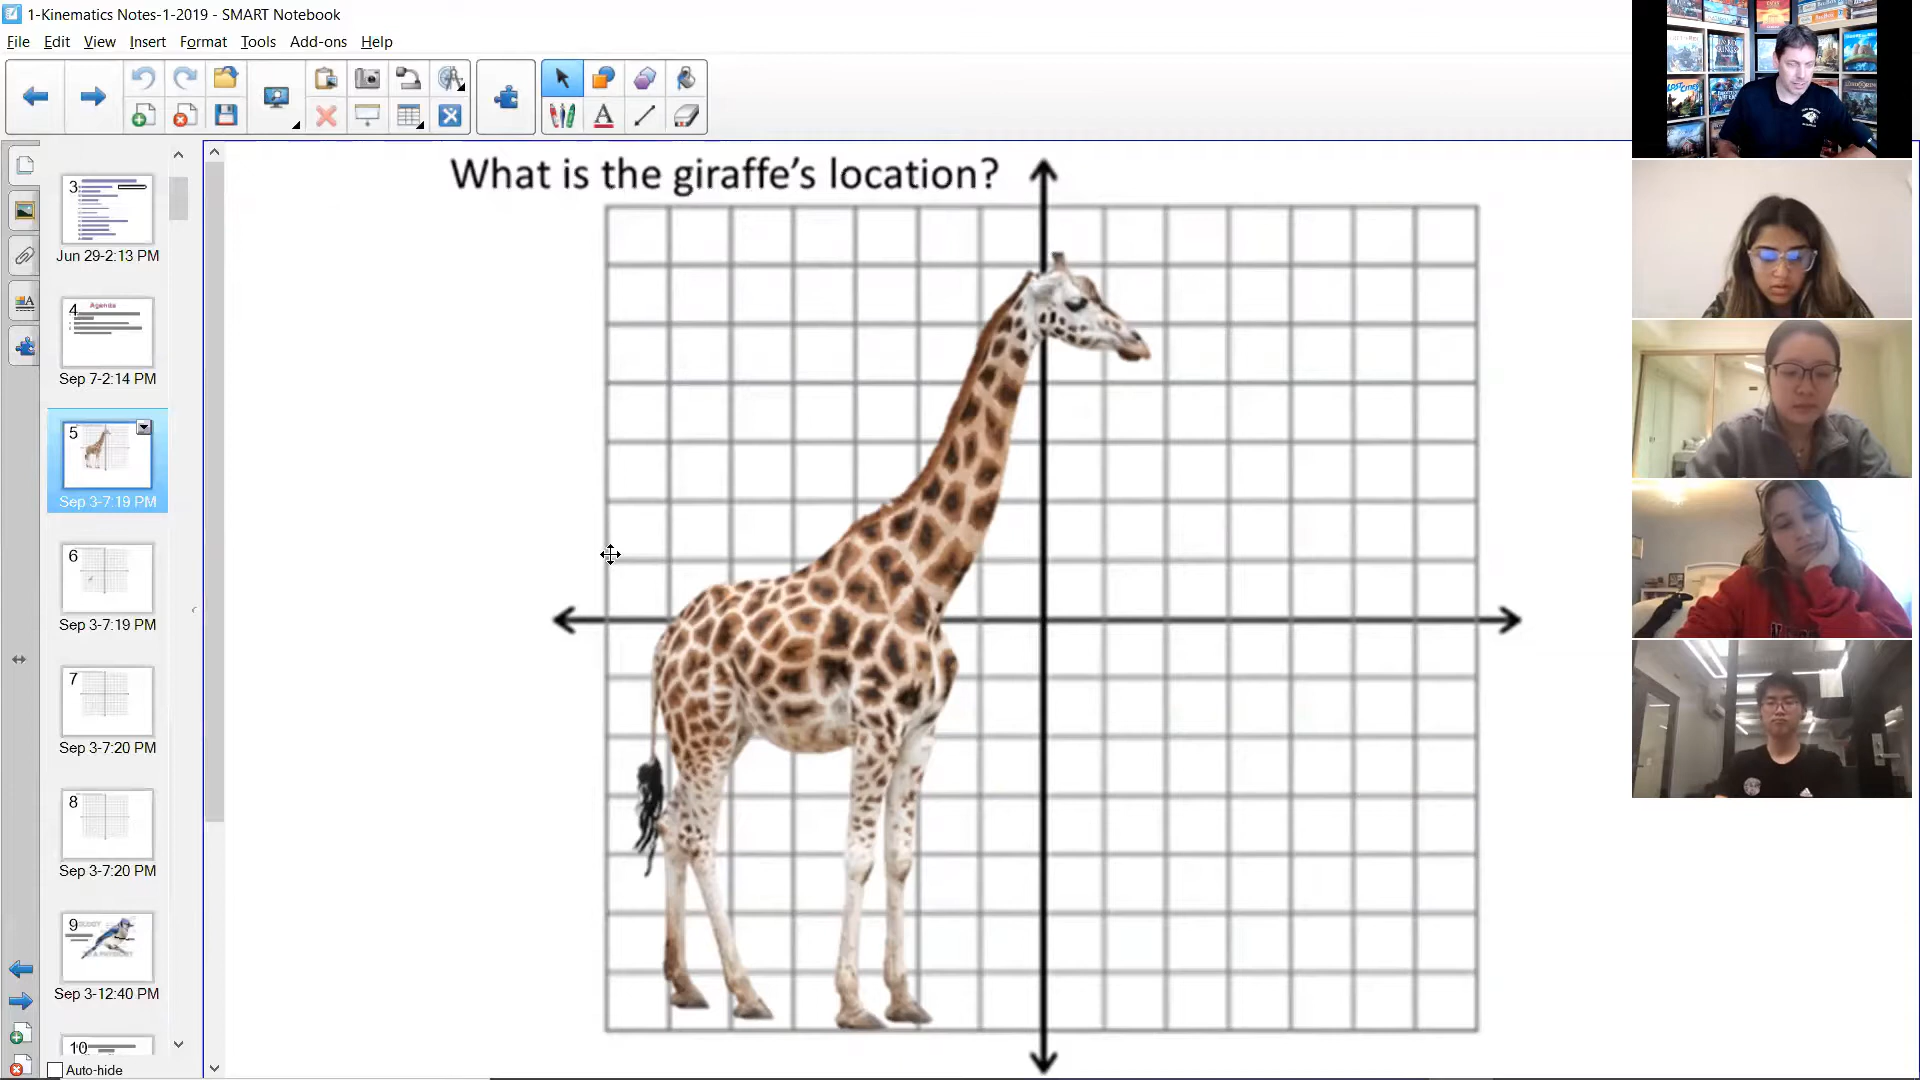 1-Kinematics Notes-1-2019 - SMART Notebook
File Edit View Insert Format Tools Add-ons Help
What is the giraffe's location?
3
Jun 29-2:13 PM
4
Agenda
Sep 7-2:14 PM
5
Sep 3-7:19 PM
6
Sep 3-7:19 PM
7
Sep 3-7:20 PM
8
Sep 3-7:20 PM
9
Sep 3-12:40 PM
10
Auto-hide
LOST CITIES